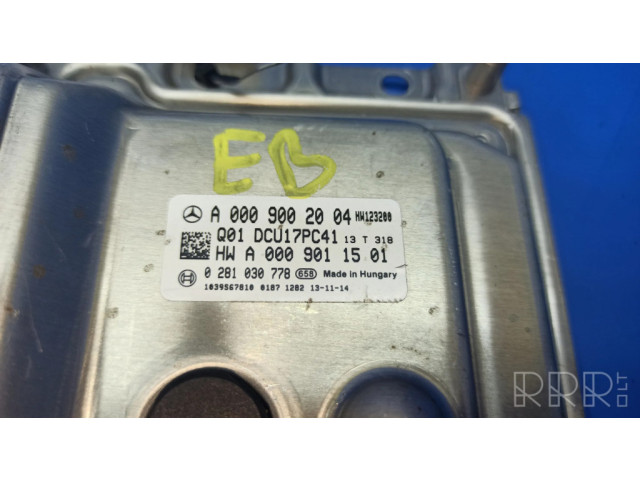 EB
A 000 900 20 04 HW123200
Q01 DCU17PC41 13 T 318
HW A 000 901 15 01
0 281 030 778 658 Made in Hungary
1039S67810 0187 1282 13-11-14
RRR.LT